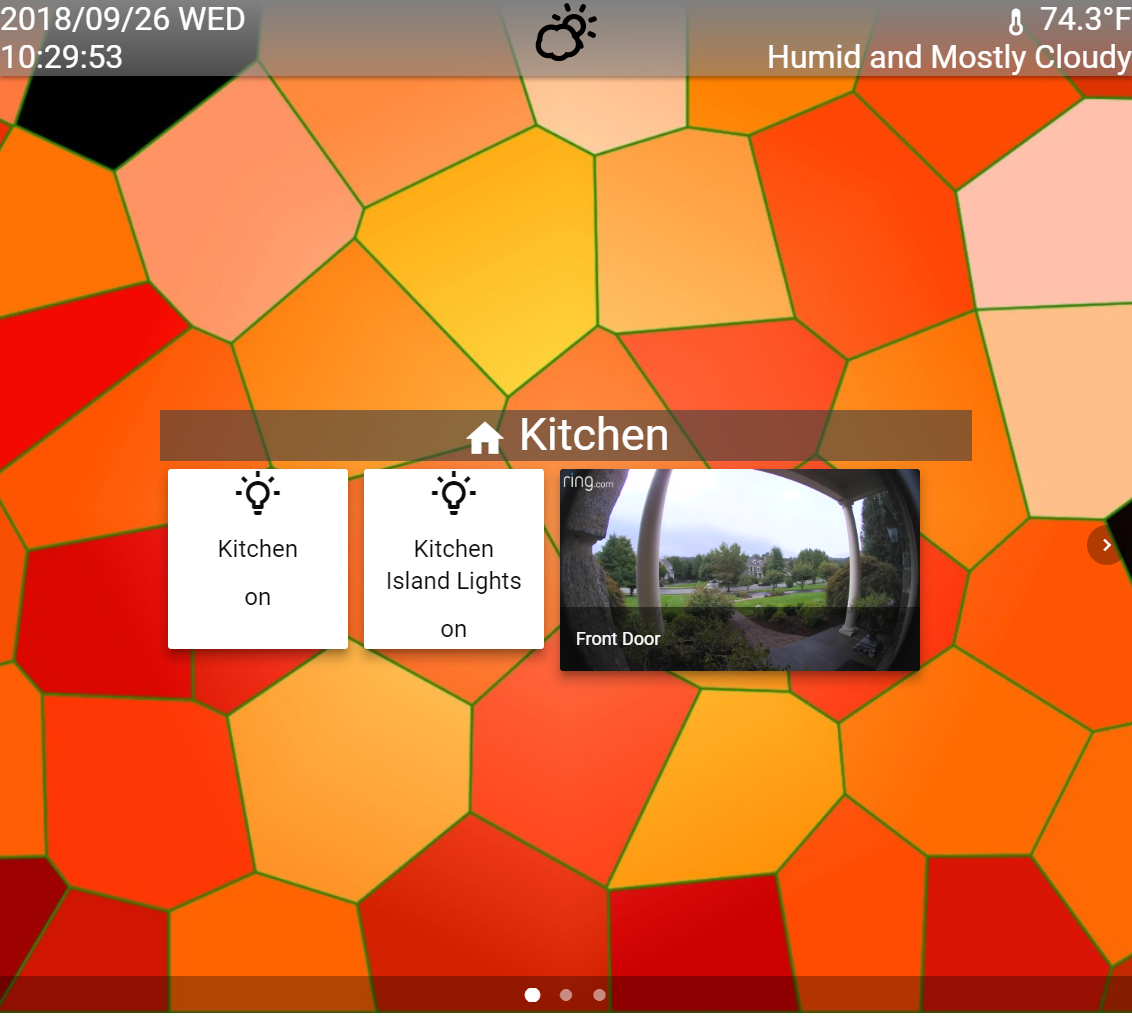 2018/09/26 WED
10:29:53
74.3°F
Humid and Mostly Cloudy
Kitchen
Kitchen
on
Kitchen
Island Lights
on
ring.com
Front Door